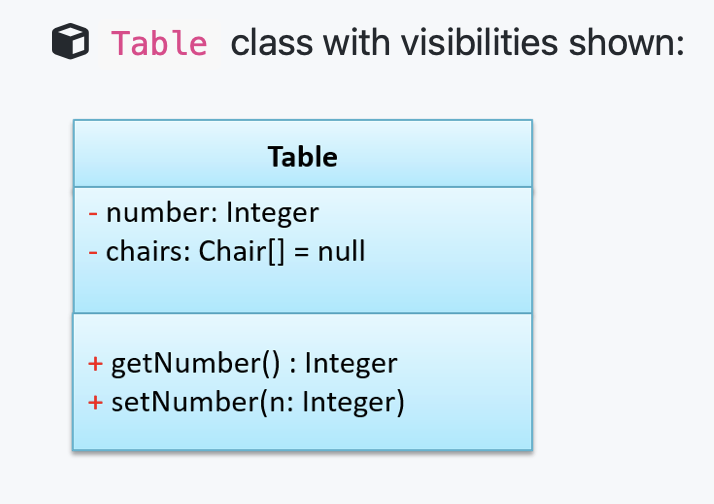 Table class with visibilities shown:
Table
- number: Integer
- chairs: Chair[] = null
+ getNumber() : Integer
+ setNumber(n: Integer)